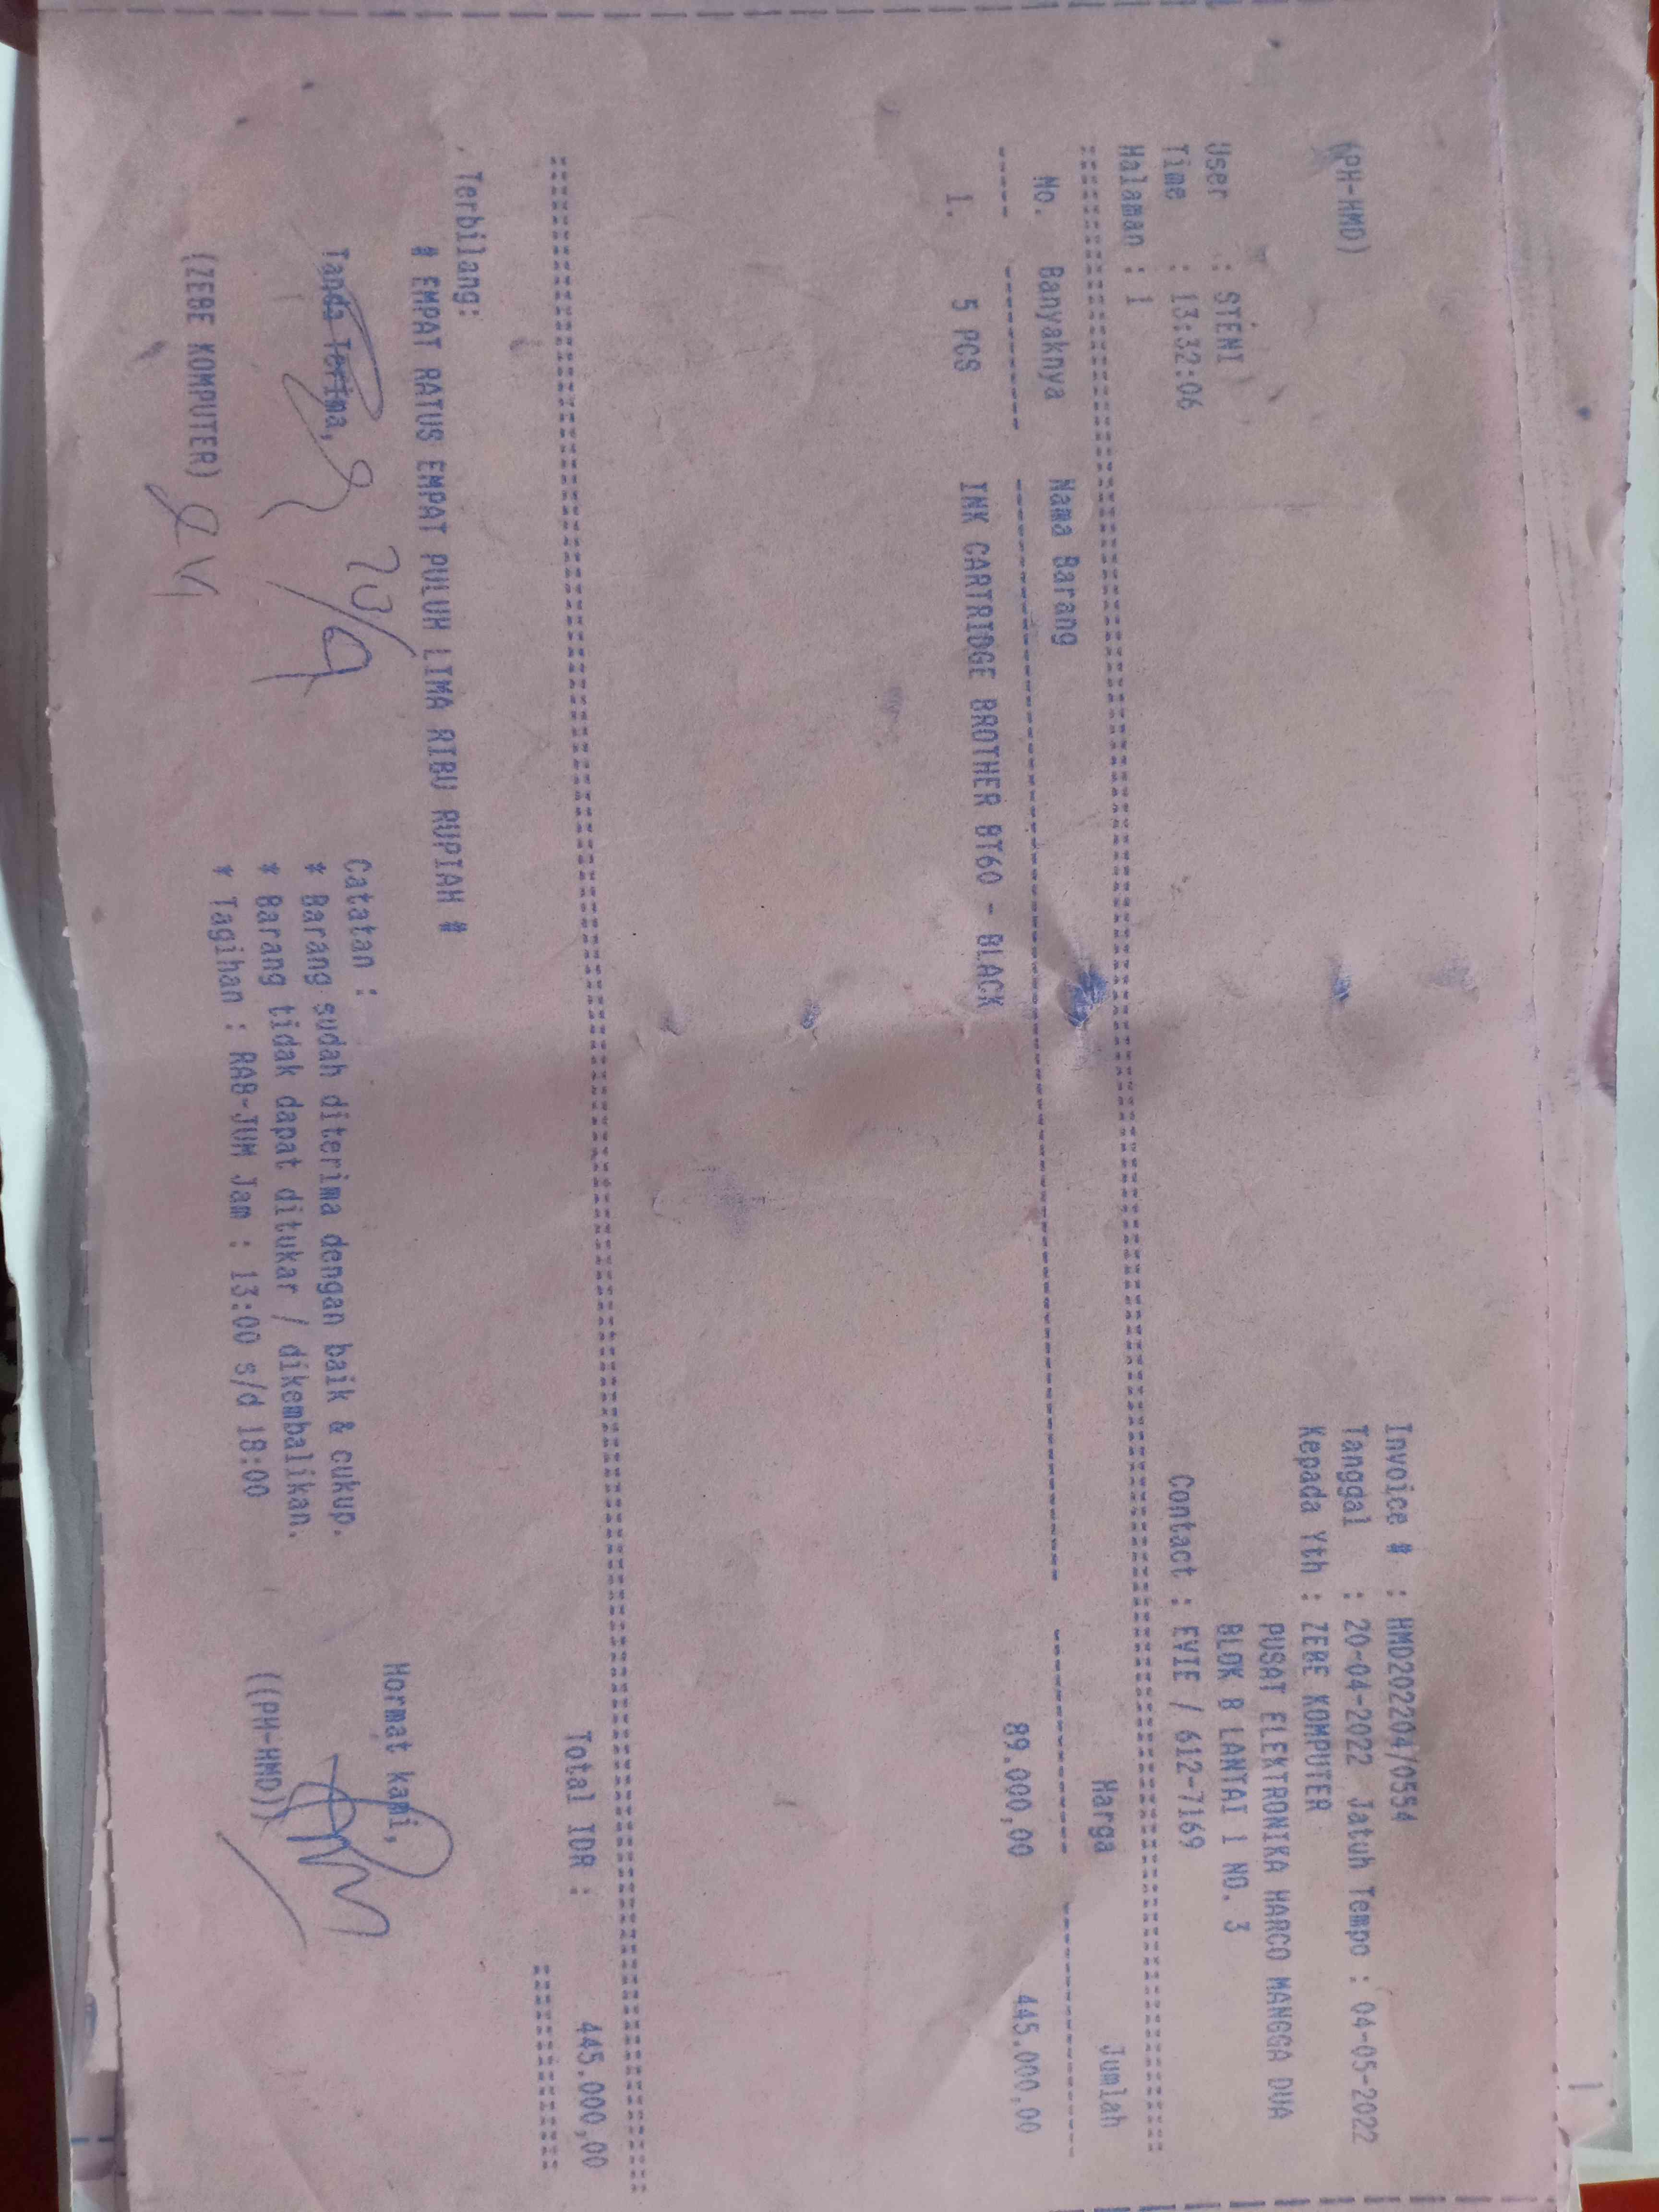 (PH-HMD)
Invoice # : HMD202204/0554
Tanggal : 20-04-2022 Jatuh Tempo : 04-05-2022
Kepada Yth : ZEBE KOMPUTER
PUSAT ELEKTRONIKA HARCO MANGGA DUA
BLOK B LANTAI 1 NO. 3
User : STENI
Time : 13:32:06
Contact : EVIE / 612-7169
Halaman : 1
No. Banyaknya Nama Barang Harga Jumlah
1. 5 PCS INK CARTRIDGE BROTHER BT60 - BLACK 89.000,00 445.000,00
Total IDR : 445.000,00
Terbilang:
# EMPAT RATUS EMPAT PULUH LIMA RIBU RUPIAH #
Tanda Terima,
Catatan :
Hormat kami,
* Barang sudah diterima dengan baik & cukup.
* Barang tidak dapat ditukar / dikembalikan.
* Tagihan : RAB-JUM Jam : 13:00 s/d 18:00
(ZEBE KOMPUTER)
((PH-HMD))